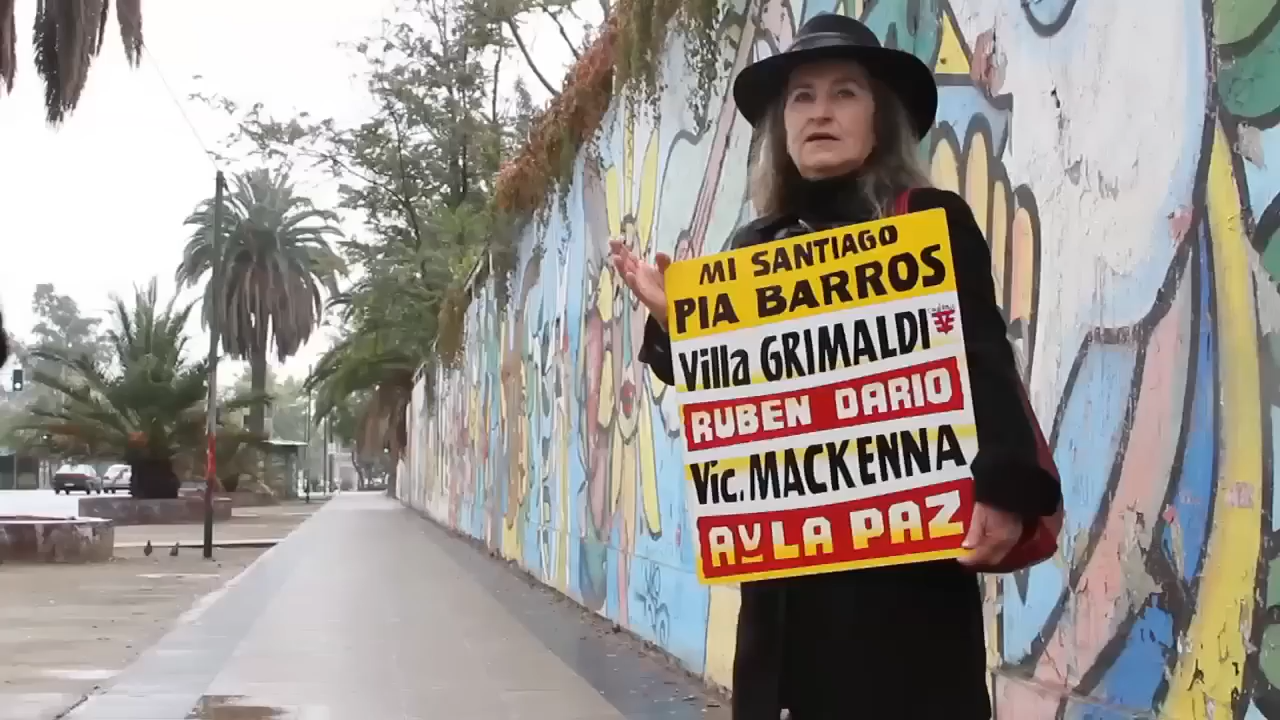 MI SANTIAGO
PIA BARROS
Villa GRIMALDI
RUBEN DARIO
Vic. MACKENNA
AV LA PAZ